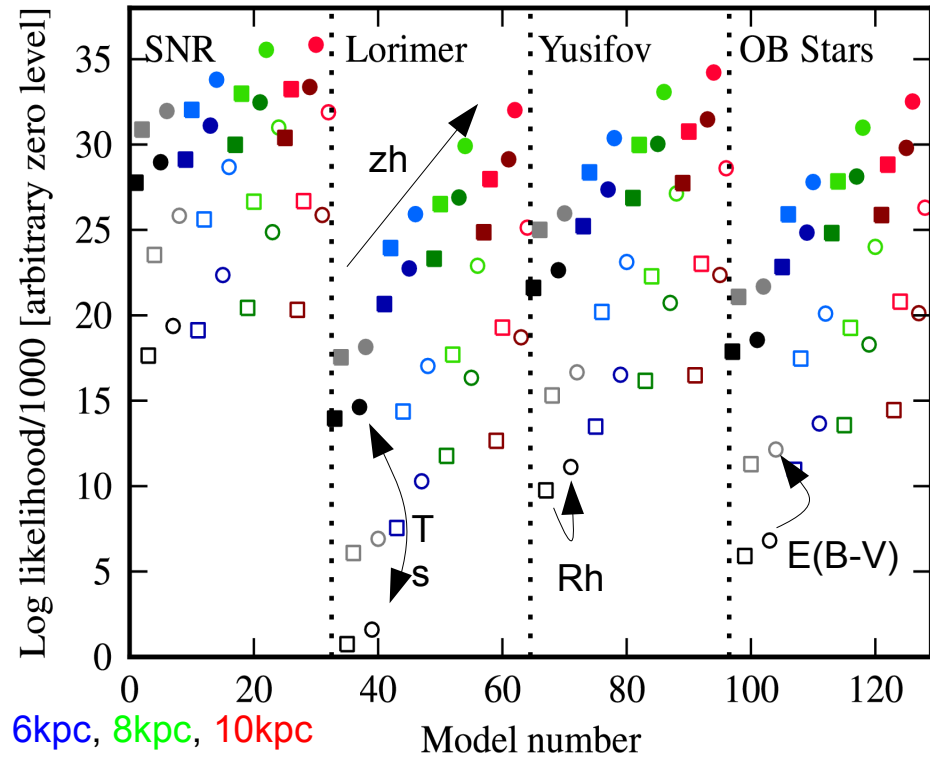 Log likelihood/1000 [arbitrary zero level]
35
30
25
20
15
10
5
0
SNR
Lorimer
Yusifov
OB Stars
zh
T
s
Rh
E(B-V)
0 20 40 60 80 100 120
6kpc, 8kpc, 10kpc
Model number